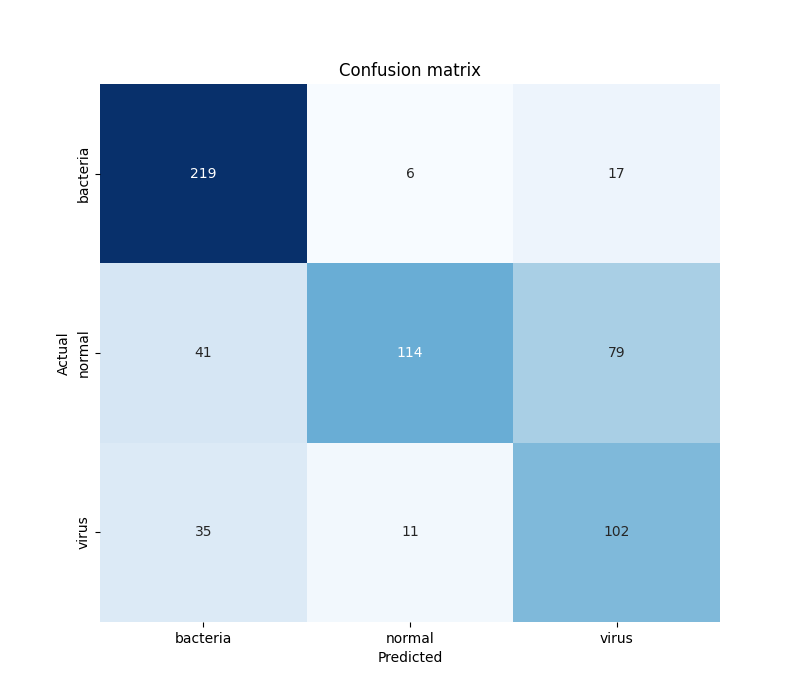 Confusion matrix
bacteria
219
6
17
Actual
normal
41
114
79
virus
35
11
102
bacteria
normal
virus
Predicted